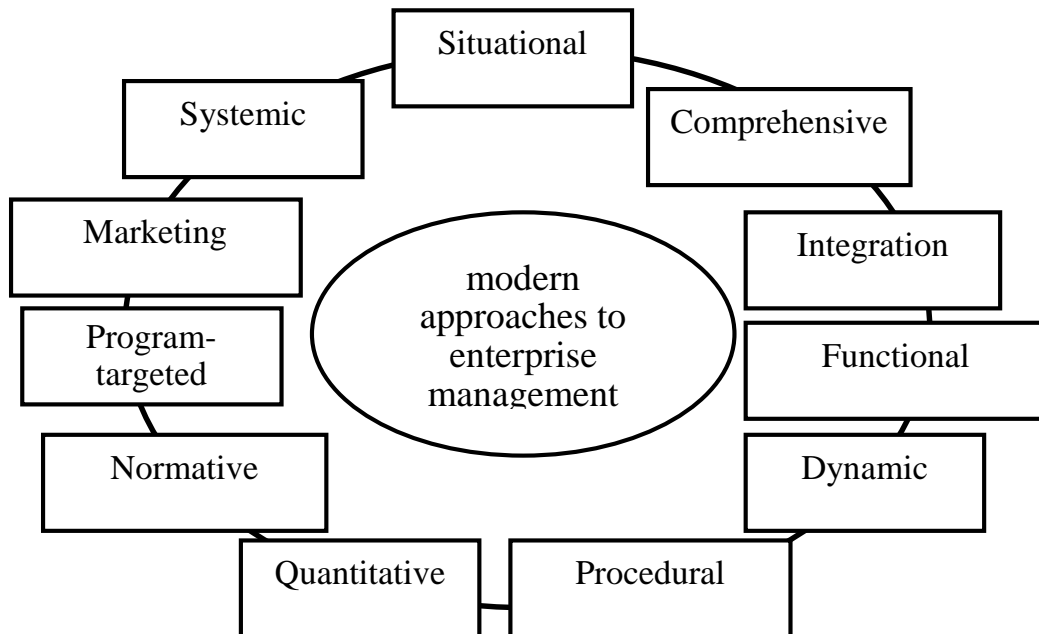 Situational
Systemic
Comprehensive
Marketing
Integration
modern
approaches to
enterprise
management
Program-
targeted
Functional
Normative
Dynamic
Quantitative
Procedural